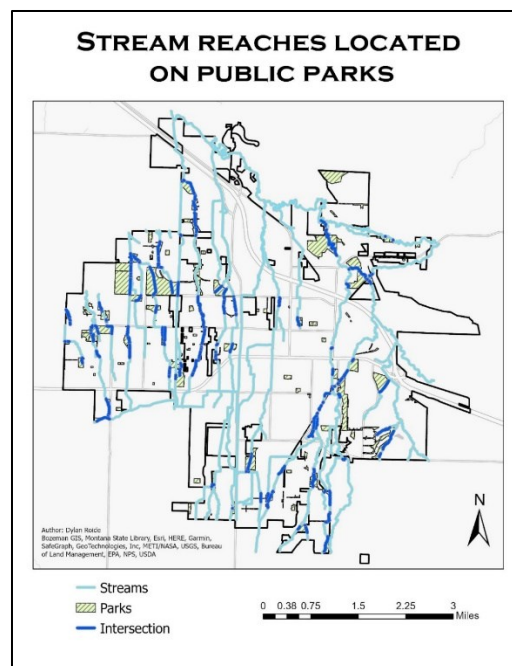 STREAM REACHES LOCATED
ON PUBLIC PARKS
Author: Dylan Rolde
Bozeman GIS, Montana State Library, Esri, HERE, Garmin,
SafeGraph, GeoTechnologies, Inc, METI/NASA, USGS, Bureau
of Land Management, EPA, NPS, USDA
N
Streams
Parks
Intersection
0 0.38 0.75 1.5 2.25 3
Miles